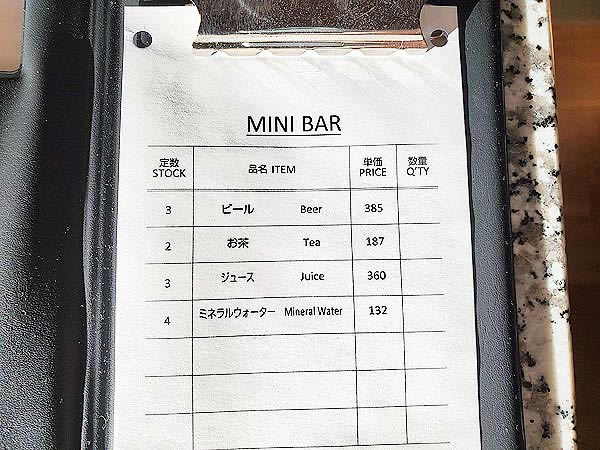 MINI BAR
定数 STOCK 品名 ITEM 単価 PRICE 数量 Q'TY
3 ビール Beer 385
2 お茶 Tea 187
3 ジュース Juice 360
4 ミネラルウォーター Mineral Water 132